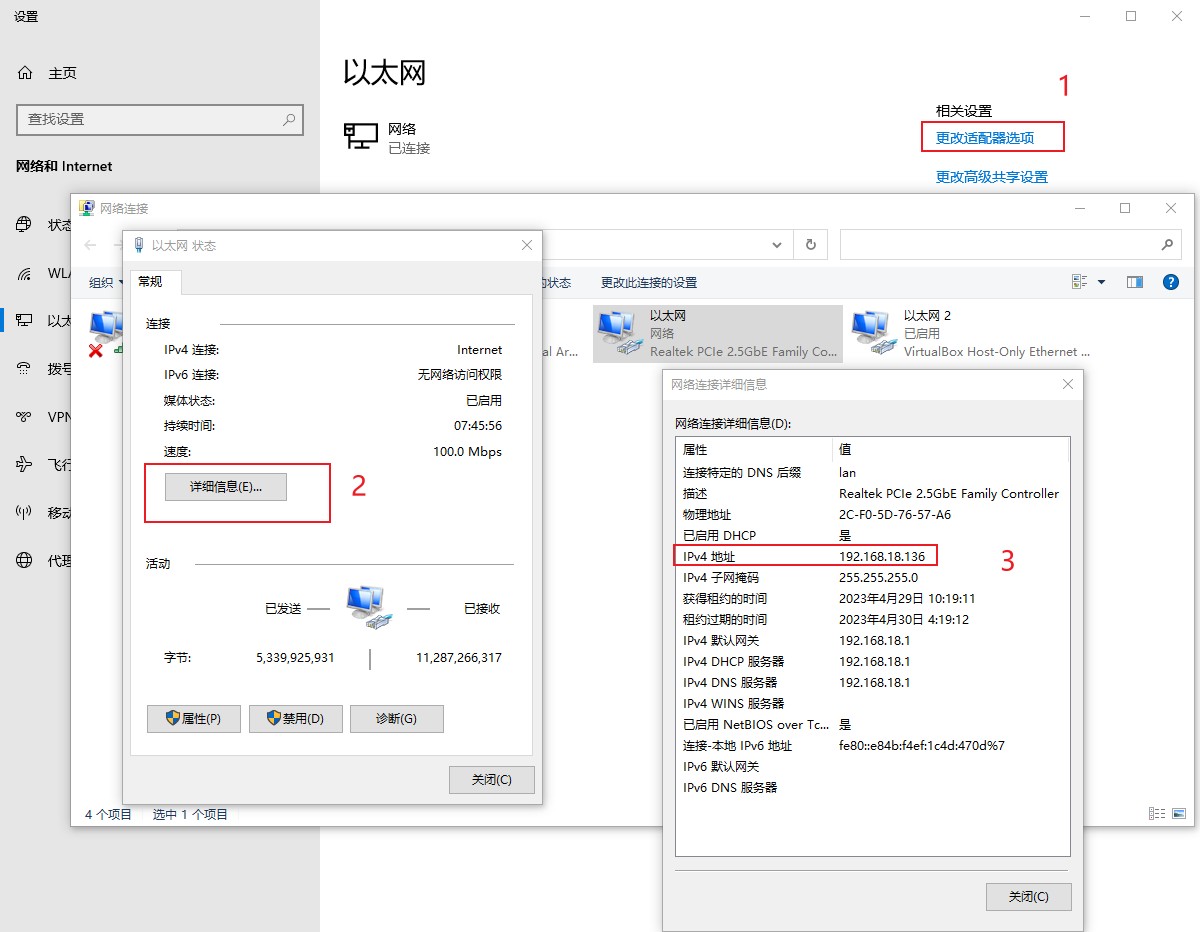 设置
主页
查找设置
网络和 Internet
状态
WLA
以太
拨号
VPN
飞行
移动
代理
以太网
网络
已连接
1
相关设置
更改适配器选项
更改高级共享设置
网络连接
组织
的状态
更改此连接的设置
al Ar...
以太网
网络
Realtek PCIe 2.5GbE Family Co...
以太网 2
已启用
VirtualBox Host-Only Ethernet ...
4 个项目
选中 1 个项目
以太网 状态
常规
连接
IPv4 连接: Internet
IPv6 连接: 无网络访问权限
媒体状态: 已启用
持续时间: 07:45:56
速度: 100.0 Mbps
详细信息(E)...
2
活动
已发送
已接收
字节: 5,339,925,931 11,287,266,317
属性(P)
禁用(D)
诊断(G)
关闭(C)
网络连接详细信息
网络连接详细信息(D):
属性 值
连接特定的 DNS 后缀 lan
描述 Realtek PCIe 2.5GbE Family Controller
物理地址 2C-F0-5D-76-57-A6
已启用 DHCP 是
IPv4 地址 192.168.18.136
3
IPv4 子网掩码 255.255.255.0
获得租约的时间 2023年4月29日 10:19:11
租约过期的时间 2023年4月30日 4:19:12
IPv4 默认网关 192.168.18.1
IPv4 DHCP 服务器 192.168.18.1
IPv4 DNS 服务器 192.168.18.1
IPv4 WINS 服务器
已启用 NetBIOS over Tc... 是
连接-本地 IPv6 地址 fe80::e84b:f4ef:1c4d:470d%7
IPv6 默认网关
IPv6 DNS 服务器
关闭(C)